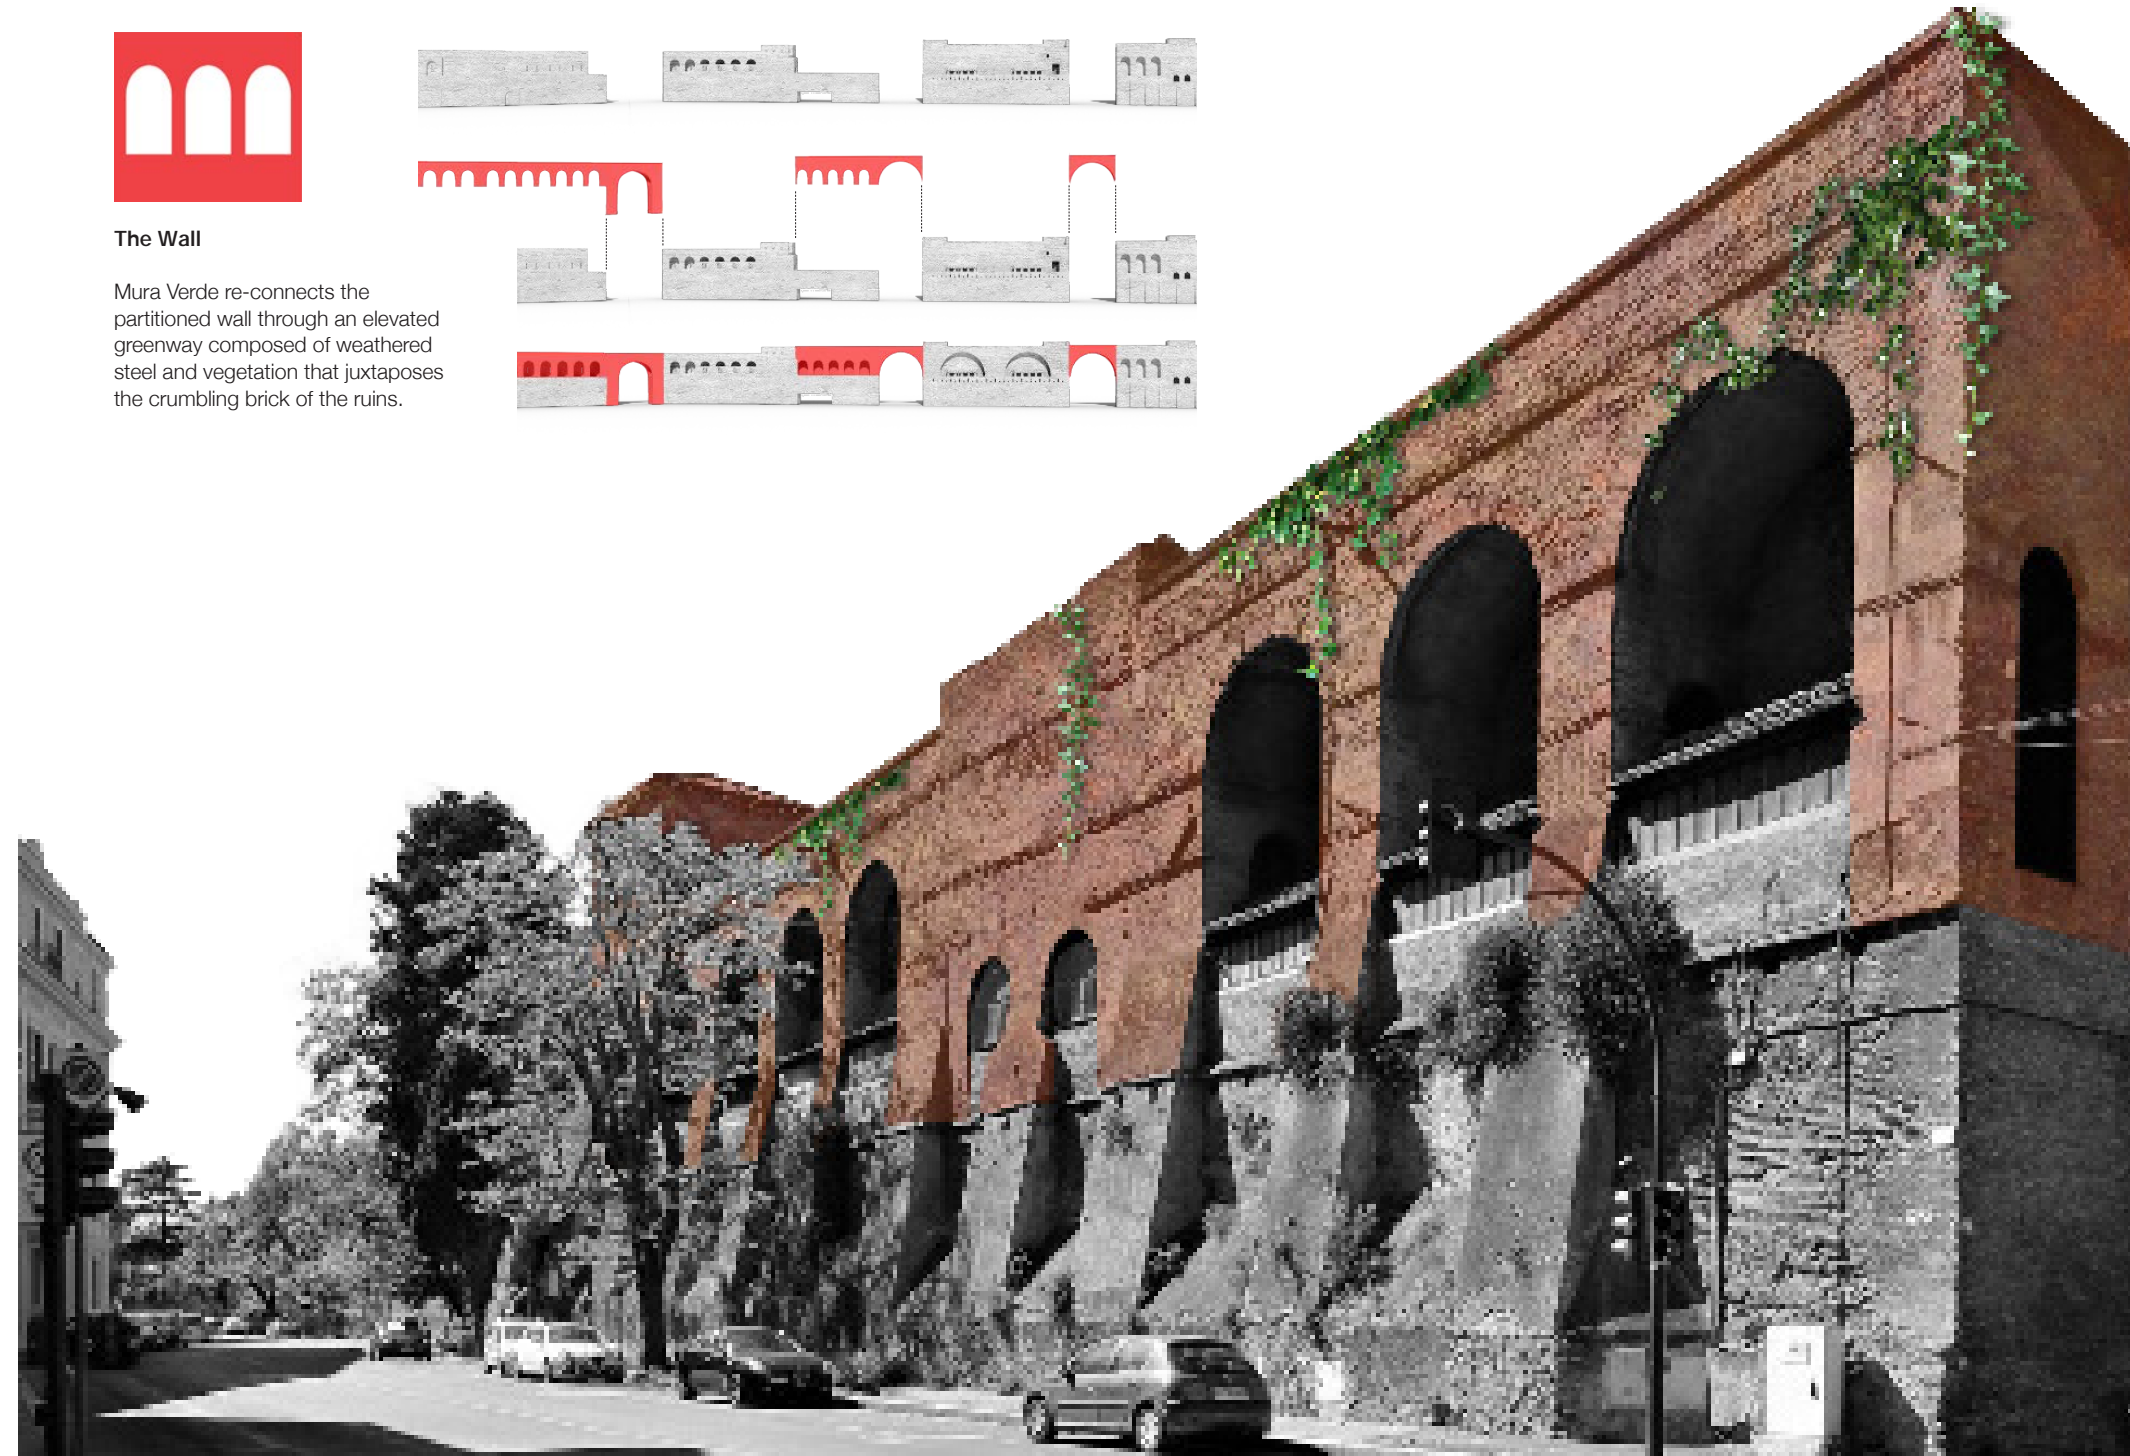 The Wall
Mura Verde re-connects the
partitioned wall through an elevated
greenway composed of weathered
steel and vegetation that juxtaposes
the crumbling brick of the ruins.